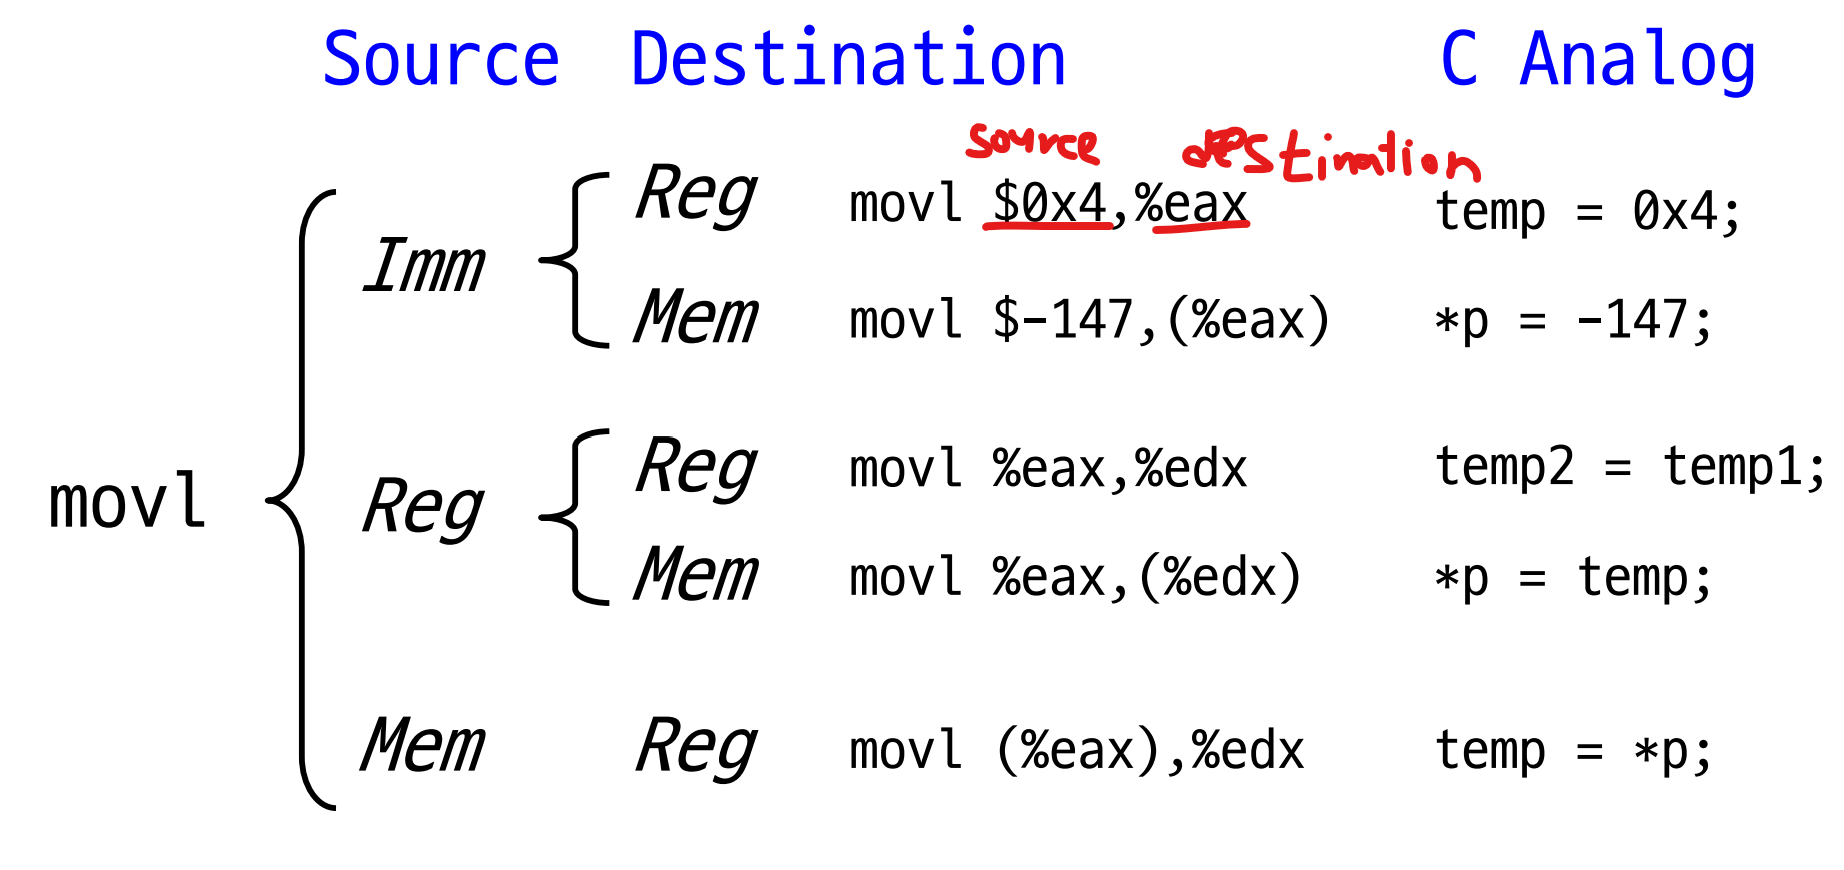 Source Destination C Analog
source destination
Reg movl $0x4,%eax temp = 0x4;
Imm
Mem movl $-147,(%eax) *p = -147;
Reg movl %eax,%edx temp2 = temp1;
movl Reg
Mem movl %eax,(%edx) *p = temp;
Mem Reg movl (%eax),%edx temp = *p;